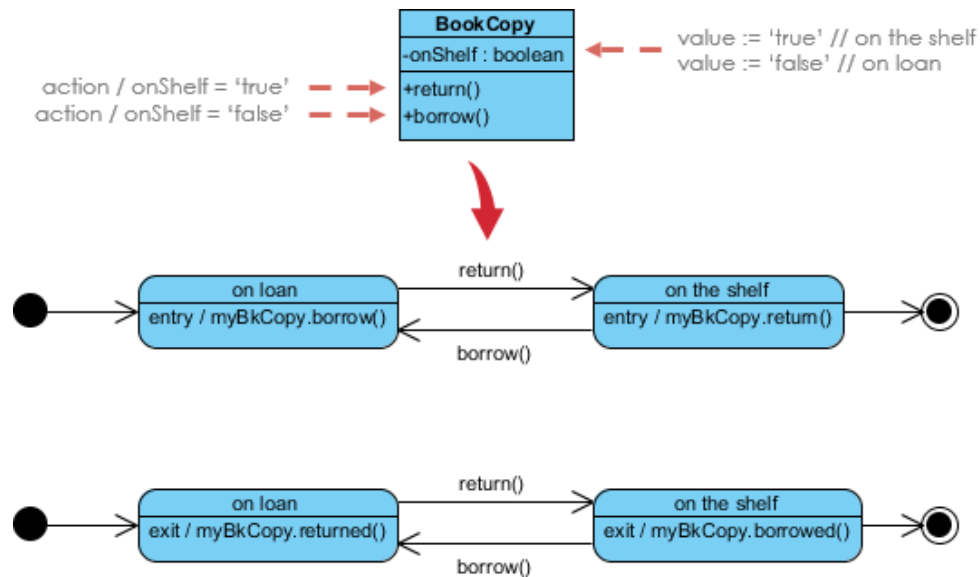 BookCopy
-onShelf : boolean
value := ‘true’ // on the shelf
value := ‘false’ // on loan
action / onShelf = ‘true’
+return()
action / onShelf = ‘false’
+borrow()
return()
on loan
entry / myBkCopy.borrow()
on the shelf
entry / myBkCopy.return()
borrow()
return()
on loan
exit / myBkCopy.returned()
on the shelf
exit / myBkCopy.borrowed()
borrow()